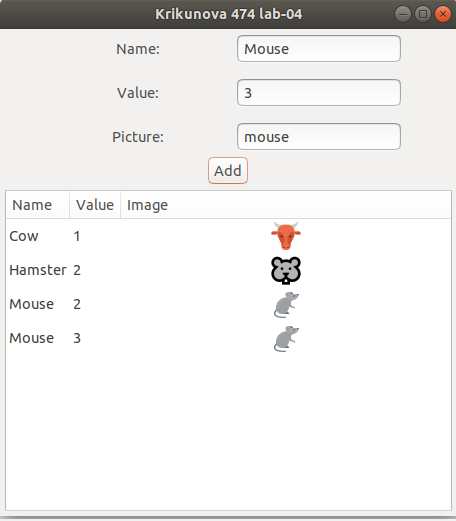 Krikunova 474 lab-04
Name: Mouse
Value: 3
Picture: mouse
Add
Name Value Image
Cow 1
Hamster 2
Mouse 2
Mouse 3